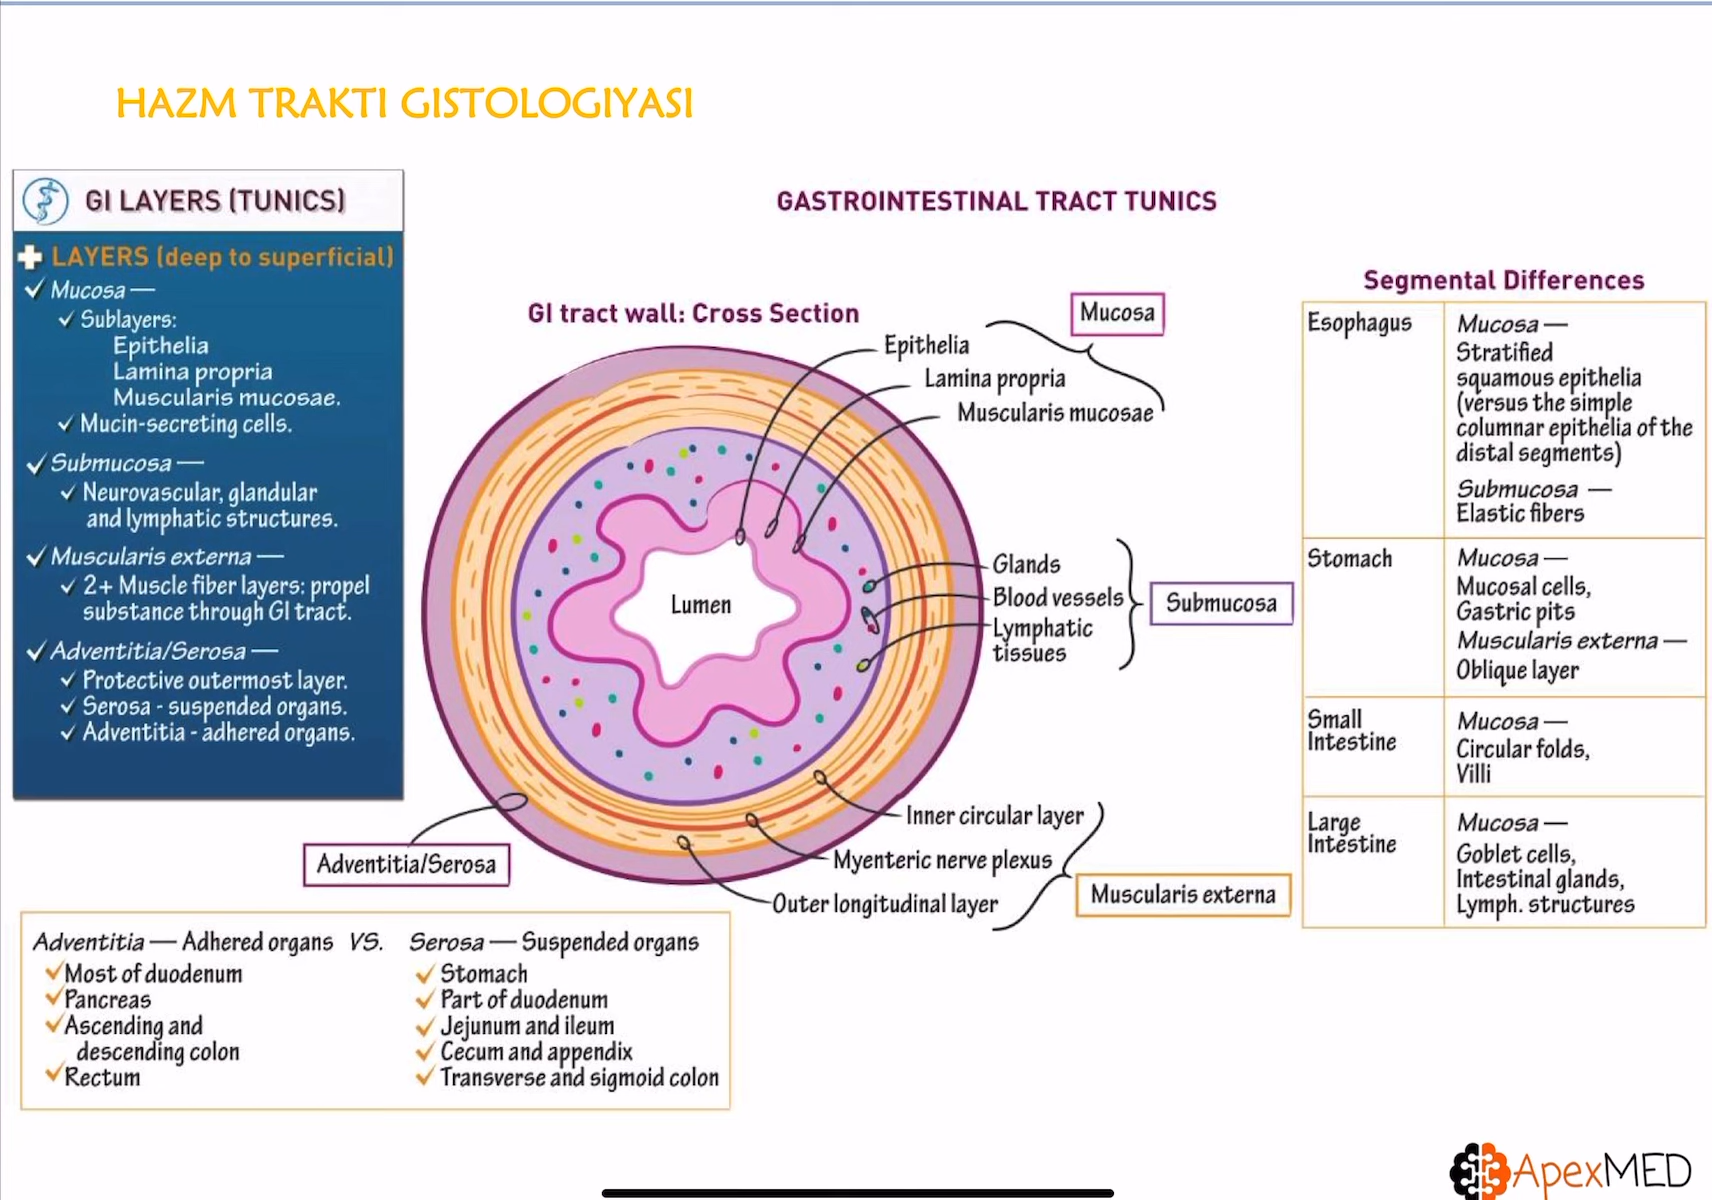 HAZM TRAKTI GISTOLOGIYASI
GI LAYERS (TUNICS)
LAYERS (deep to superficial)
Mucosa —
Sublayers:
Epithelia
Lamina propria
Muscularis mucosae.
Mucin-secreting cells.
Submucosa —
Neurovascular, glandular
and lymphatic structures.
Muscularis externa —
2+ Muscle fiber layers: propel
substance through GI tract.
Adventitia/Serosa —
Protective outermost layer.
Serosa - suspended organs.
Adventitia - adhered organs.
GASTROINTESTINAL TRACT TUNICS
GI tract wall: Cross Section
Mucosa
Epithelia
Lamina propria
Muscularis mucosae
Lumen
Glands
Blood vessels
Lymphatic
tissues
Submucosa
Inner circular layer
Myenteric nerve plexus
Outer longitudinal layer
Muscularis externa
Adventitia/Serosa
Segmental Differences
Esophagus
Mucosa —
Stratified
squamous epithelia
(versus the simple
columnar epithelia of the
distal segments)
Submucosa —
Elastic fibers
Stomach
Mucosa —
Mucosal cells,
Gastric pits
Muscularis externa —
Oblique layer
Small
Intestine
Mucosa —
Circular folds,
Villi
Large
Intestine
Mucosa —
Goblet cells,
Intestinal glands,
Lymph. structures
Adventitia — Adhered organs VS. Serosa — Suspended organs
Most of duodenum
Pancreas
Ascending and
descending colon
Rectum
Stomach
Part of duodenum
Jejunum and ileum
Cecum and appendix
Transverse and sigmoid colon
ApexMED